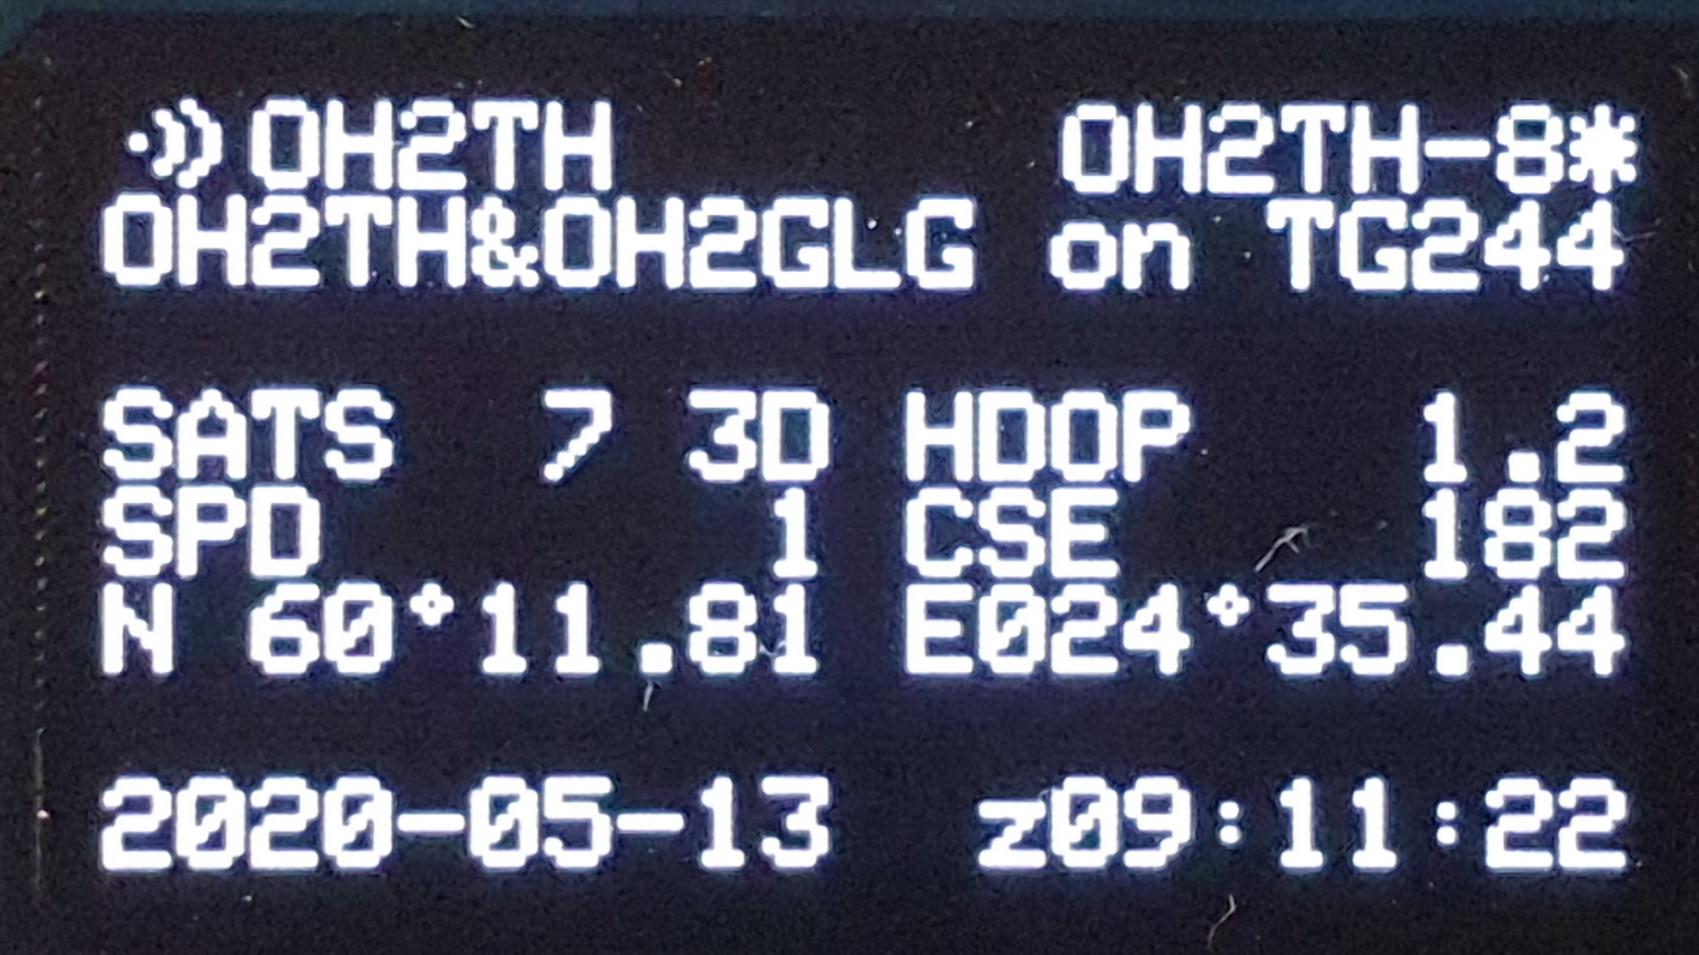 OH2TH OH2TH-8*
OH2TH&OH2GLG on TG244
SATS 7 3D HDOP 1.2
SPD 1 CSE 182
N 60°11.81 E024°35.44
2020-05-13 z09:11:22